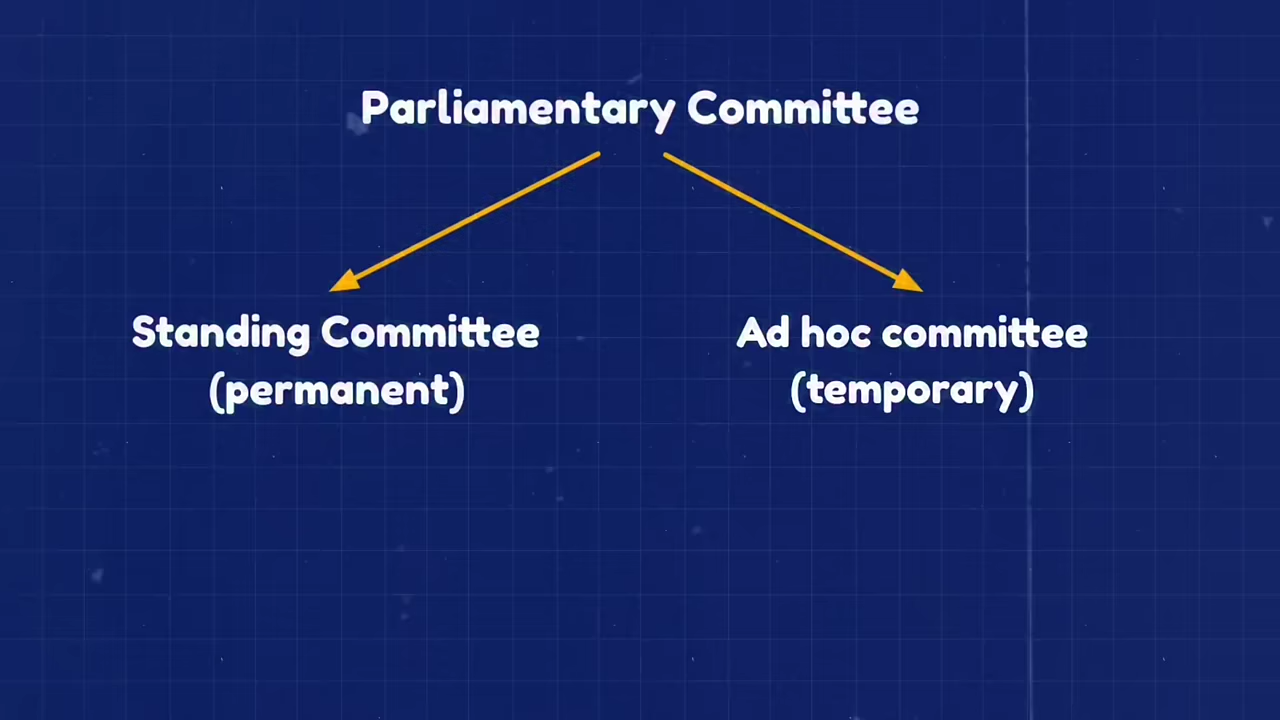 Parliamentary Committee
Standing Committee
(permanent)
Ad hoc committee
(temporary)